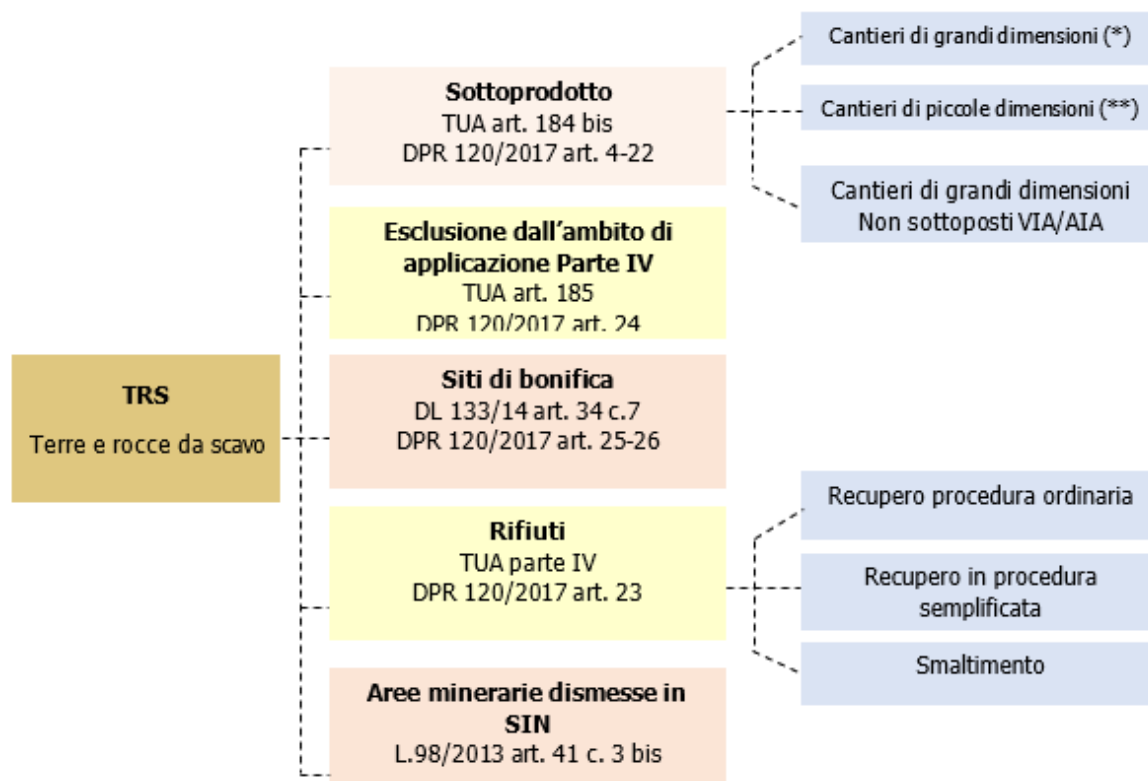 TRS
Terre e rocce da scavo
Sottoprodotto
TUA art. 184 bis
DPR 120/2017 art. 4-22
Cantieri di grandi dimensioni (*)
Cantieri di piccole dimensioni (**)
Cantieri di grandi dimensioni
Non sottoposti VIA/AIA
Esclusione dall'ambito di
applicazione Parte IV
TUA art. 185
DPR 120/2017 art. 24
Siti di bonifica
DL 133/14 art. 34 c.7
DPR 120/2017 art. 25-26
Rifiuti
TUA parte IV
DPR 120/2017 art. 23
Recupero procedura ordinaria
Recupero in procedura
semplificata
Smaltimento
Aree minerarie dismesse in
SIN
L.98/2013 art. 41 c. 3 bis